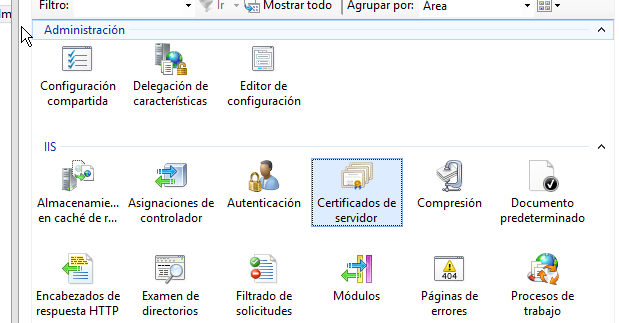 Filtro: Ir Mostrar todo Agrupar por: Área
Administración
Configuración compartida
Delegación de características
Editor de configuración
IIS
Almacenamie... en caché de r...
Asignaciones de controlador
Autenticación
Certificados de servidor
Compresión
Documento predeterminado
Encabezados de respuesta HTTP
Examen de directorios
Filtrado de solicitudes
Módulos
404
Páginas de errores
Procesos de trabajo